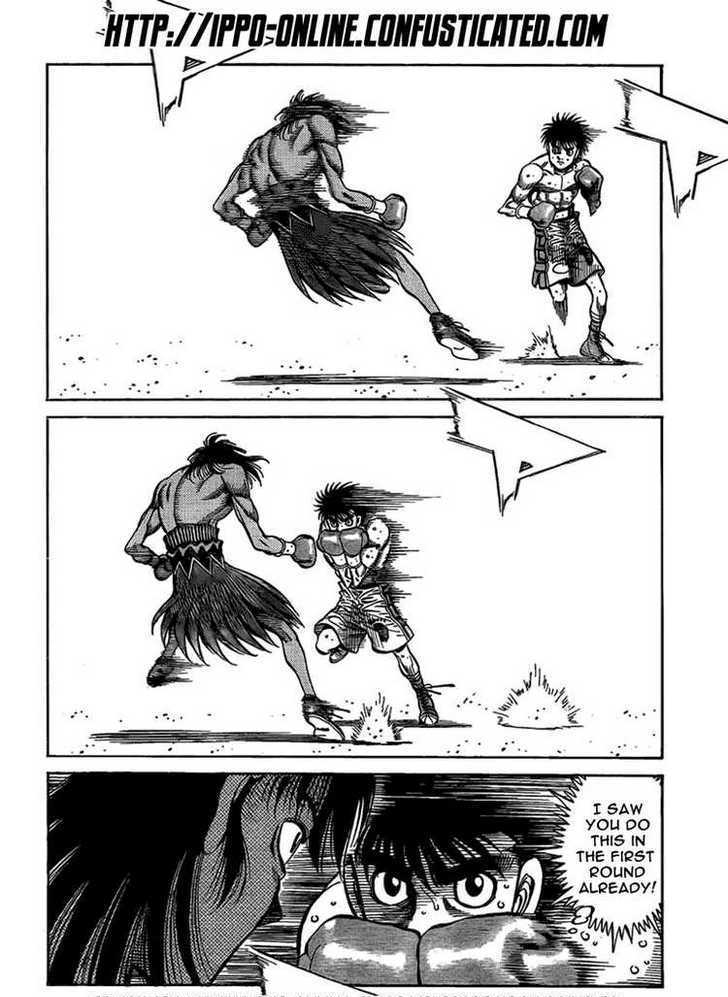 HTTP://IPPO-ONLINE.CONFUSTICATED.COM
I SAW
YOU DO
THIS IN
THE FIRST
ROUND
ALREADY!